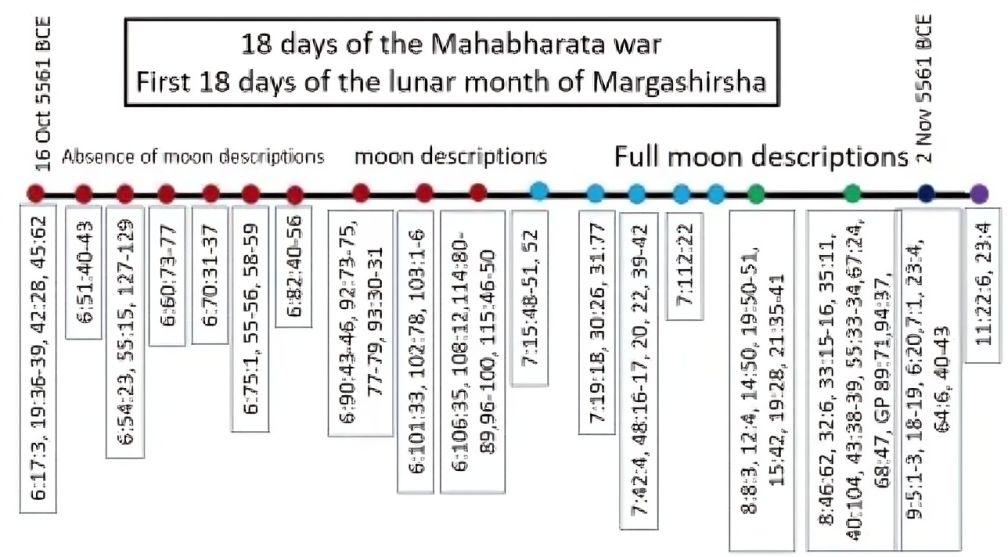 18 days of the Mahabharata war
First 18 days of the lunar month of Margashirsha
16 Oct 5561 BCE
2 Nov 5561 BCE
Absence of moon descriptions
moon descriptions
Full moon descriptions
6:17:3, 19:36-39, 42:28, 45:62
6:51:40-43
6:54:23, 55:15, 127-129
6:60:73-77
6:70:31-37
6:75:1, 55-56, 58-59
6:82:40-56
6:90:43-46, 92:73-75,
77-79, 93:30-31
6:101:33, 102:78, 103:1-6
6:106:35, 108:12,114:80-
89,96-100, 115:46-50
7:15:48-51, 52
7:19:18, 30:26, 31:77
7:42:4, 48:16-17, 20, 22, 39-42
7:112-22
8:8:3, 12:4, 14:50, 19:50-51,
15:42, 19:28, 21:35-41
8:46:62, 32:6, 33:15-16, 35:11,
40:104, 43:38-39, 55:33-34,67:24,
68:47, GP 89:71,94:37,
9:5:1-3, 18-19, 6:20,7:1, 23:4,
64:6, 40-43
11:22:6, 23:4